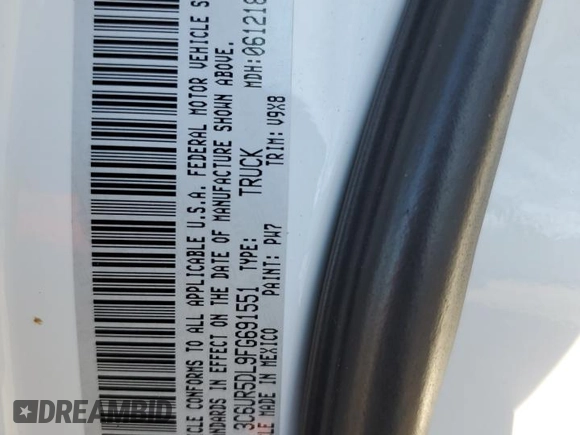 CLE CONFORMS TO ALL APPLICABLE U.S.A. FEDERAL MOTOR VEHICLE S
NDARDS IN EFFECT ON THE DATE OF MANUFACTURE SHOWN ABOVE.
3C6UR5DL9FG691551 TYPE: TRUCK MDH: 061218
CLE MADE IN MEXICO PAINT: PW7 TRIM: V9X8
DREAMBID